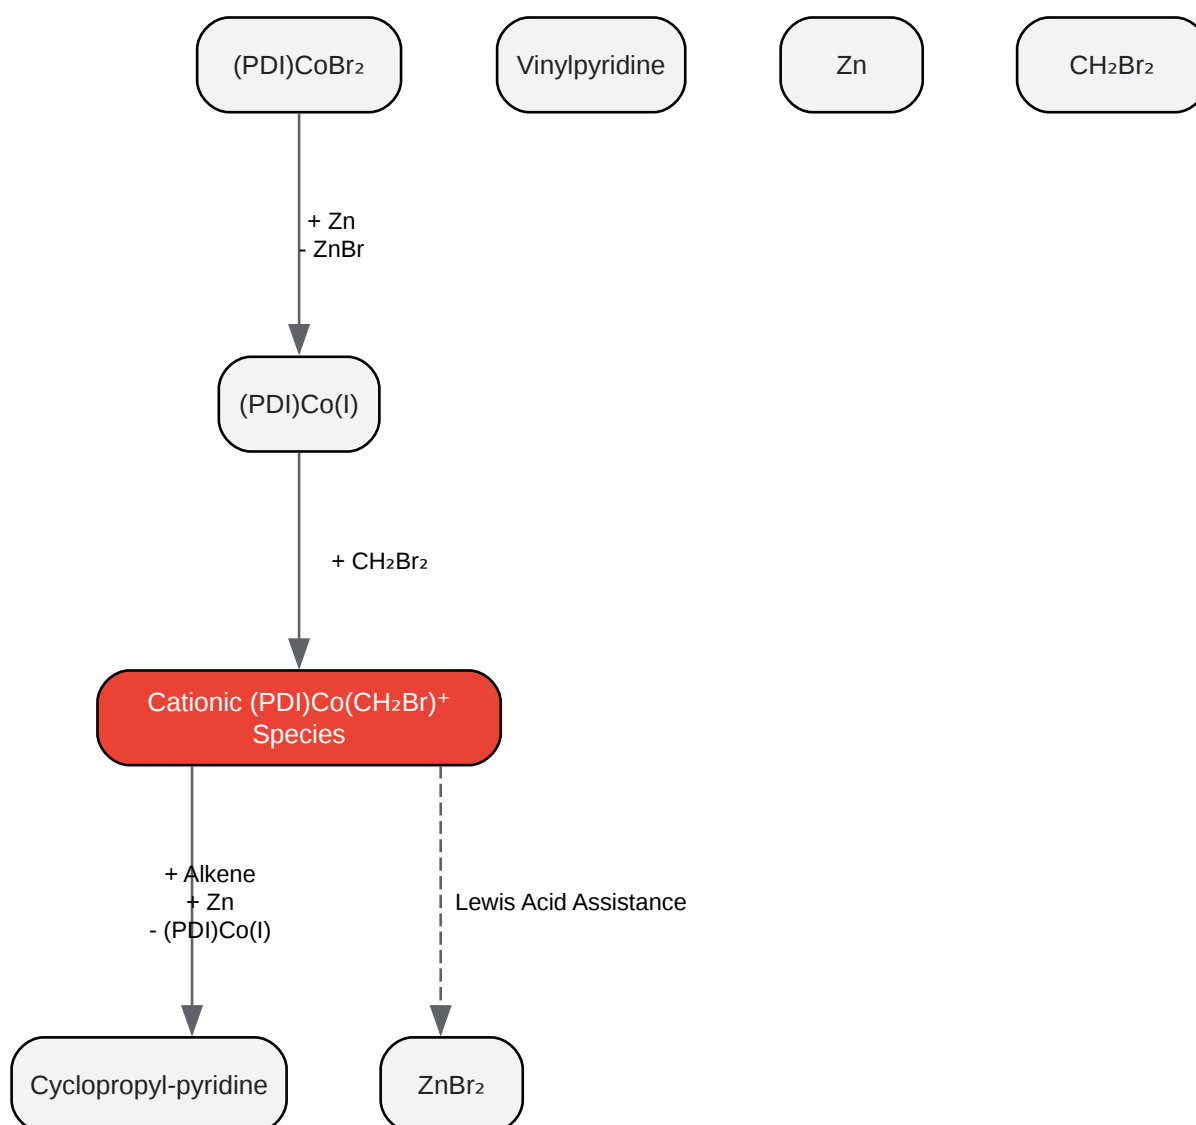 (PDI)CoBr₂
Vinylpyridine
Zn
CH₂Br₂
+ Zn
- ZnBr
(PDI)Co(I)
+ CH₂Br₂
Cationic (PDI)Co(CH₂Br)⁺
Species
+ Alkene
+ Zn
- (PDI)Co(I)
Lewis Acid Assistance
Cyclopropyl-pyridine
ZnBr₂